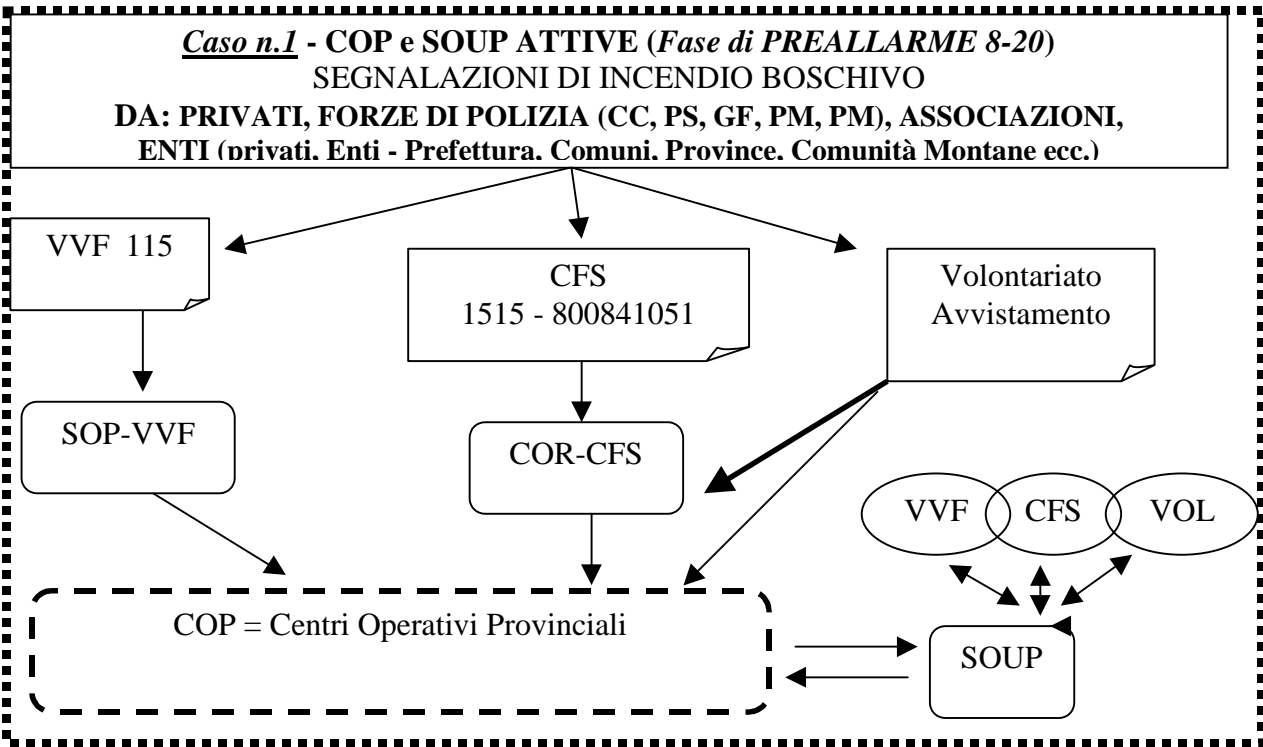 Caso n.1 - COP e SOUP ATTIVE (Fase di PREALLARME 8-20)
SEGNALAZIONI DI INCENDIO BOSCHIVO
DA: PRIVATI, FORZE DI POLIZIA (CC, PS, GF, PM, PM), ASSOCIAZIONI,
ENTI (privati, Enti - Prefettura, Comuni, Province, Comunità Montane ecc.)
VVF 115
CFS
1515 - 800841051
Volontariato
Avvistamento
SOP-VVF
COR-CFS
VVF
CFS
VOL
COP = Centri Operativi Provinciali
SOUP